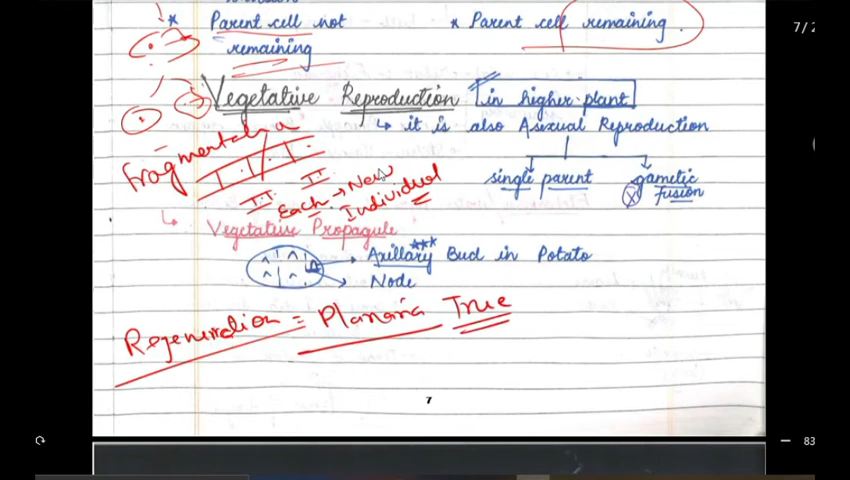 * Parent cell not
remaining
* Parent cell remaining.
7/2
Vegetative Reproduction in higher plant
↳ it is also Asexual Reproduction
single parent
gametic
fusion
Fragmentation
Each → New
Individual
↳ Vegetative Propagule
Axillary *** Bud in Potato
Node
Regeneration = Planaria True
7
83